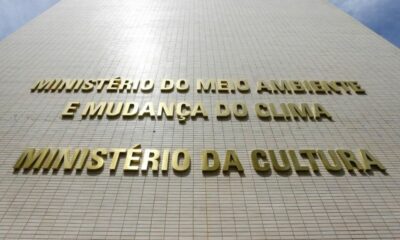 MINISTÉRIO DO MEIO AMBIENTE
E MUDANÇA DO CLIMA
MINISTÉRIO DA CULTURA